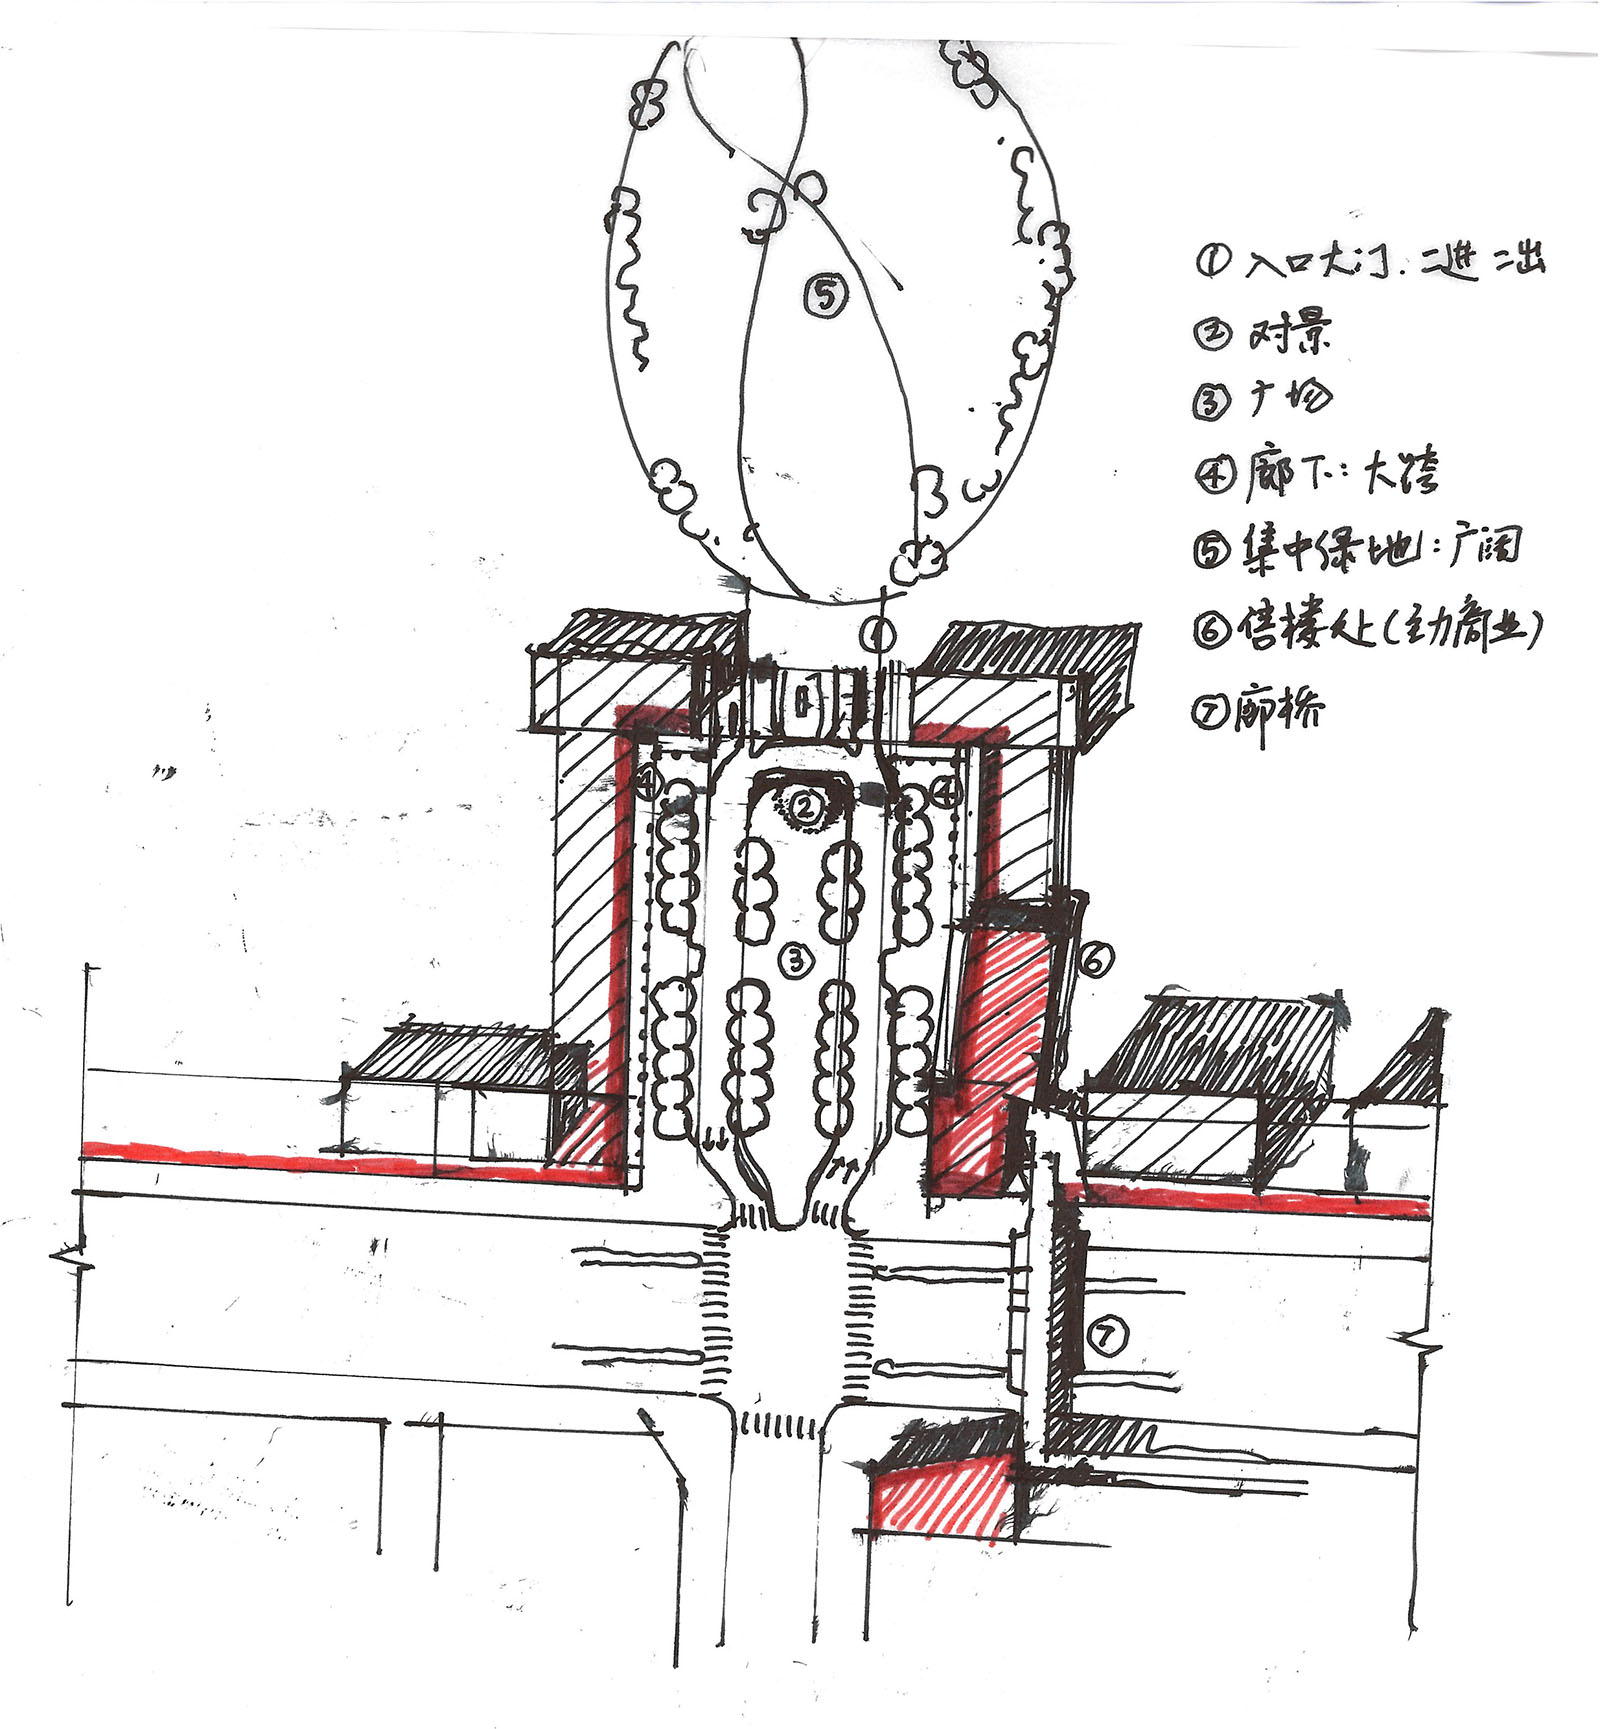 ① 入口大门.二进二出
② 对景
③ 广场
④ 廊下:大跨
⑤ 集中绿地:广阔
⑥ 售楼处(主力商业)
⑦ 廊桥
⑤
①
④
②
④
③
⑥
⑦